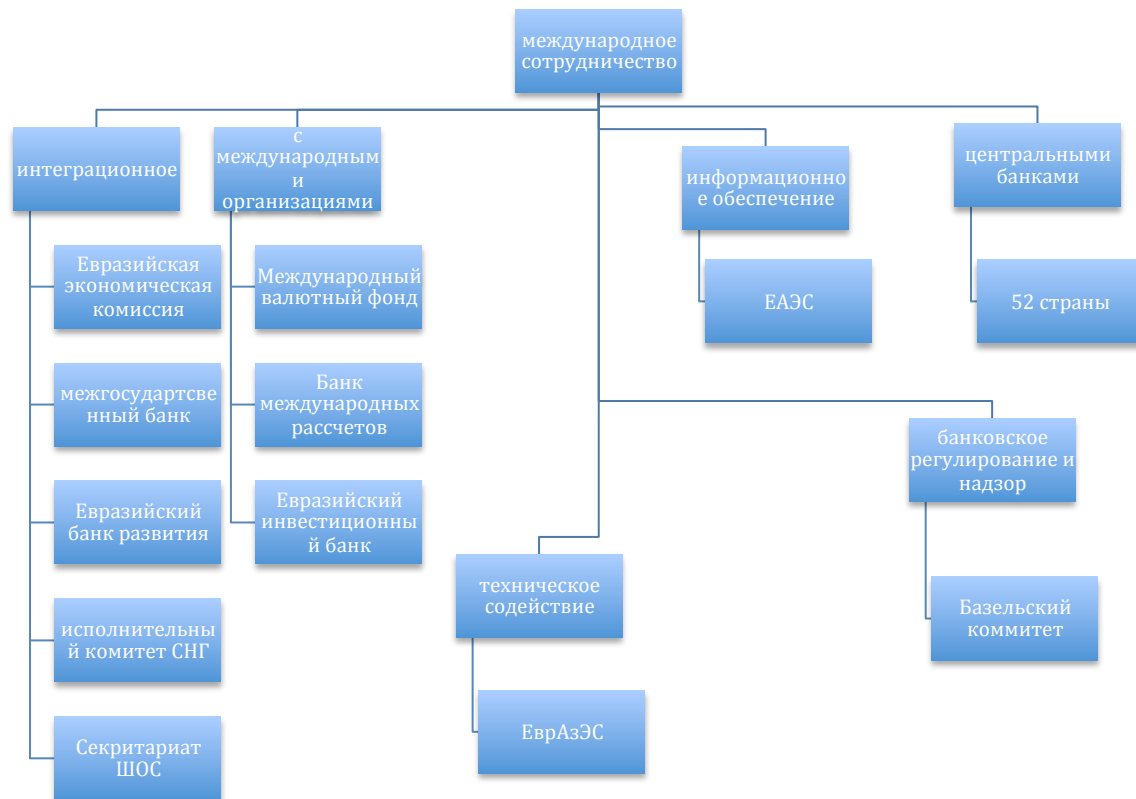 международное
сотрудничество
интеграционное
с
международным
и
организациями
информационно
е обеспечение
центральными
банками
Евразийская
экономическая
комиссия
Международный
валютный фонд
ЕАЭС
52 страны
межгосудартсве
нный банк
Банк
международных
рассчетов
банковское
регулирование и
надзор
Евразийский
банк развития
Евразийский
инвестиционны
й банк
техническое
содействие
Базельский
коммитет
исполнительны
й комитет СНГ
ЕврАзЭС
Секритариат
ШОС